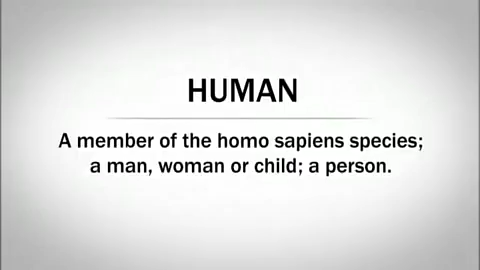 HUMAN
A member of the homo sapiens species;
a man, woman or child; a person.